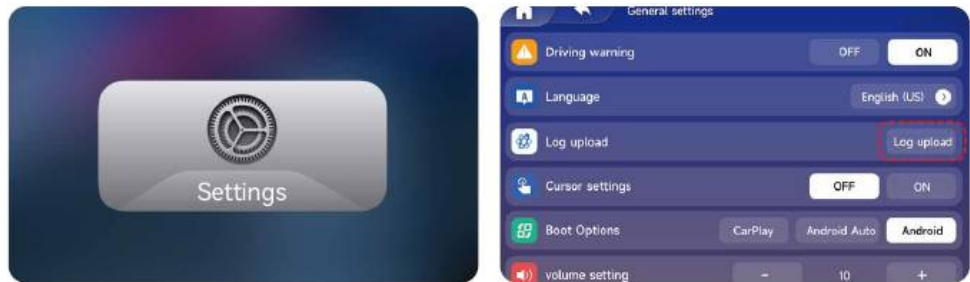 Settings
General settings
Driving warning OFF ON
Language English (US)
Log upload Log upload
Cursor settings OFF ON
Boot Options CarPlay Android Auto Android
volume setting - 10 +